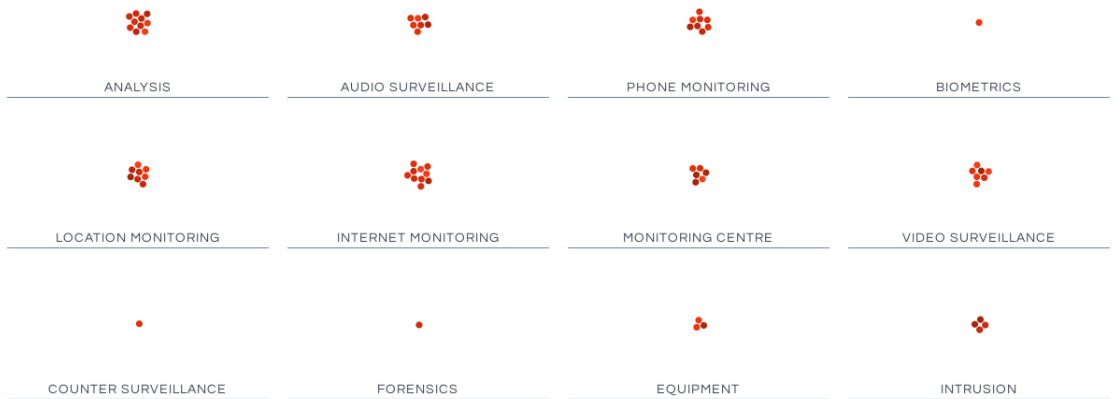 ANALYSIS
AUDIO SURVEILLANCE
PHONE MONITORING
BIOMETRICS
LOCATION MONITORING
INTERNET MONITORING
MONITORING CENTRE
VIDEO SURVEILLANCE
COUNTER SURVEILLANCE
FORENSICS
EQUIPMENT
INTRUSION